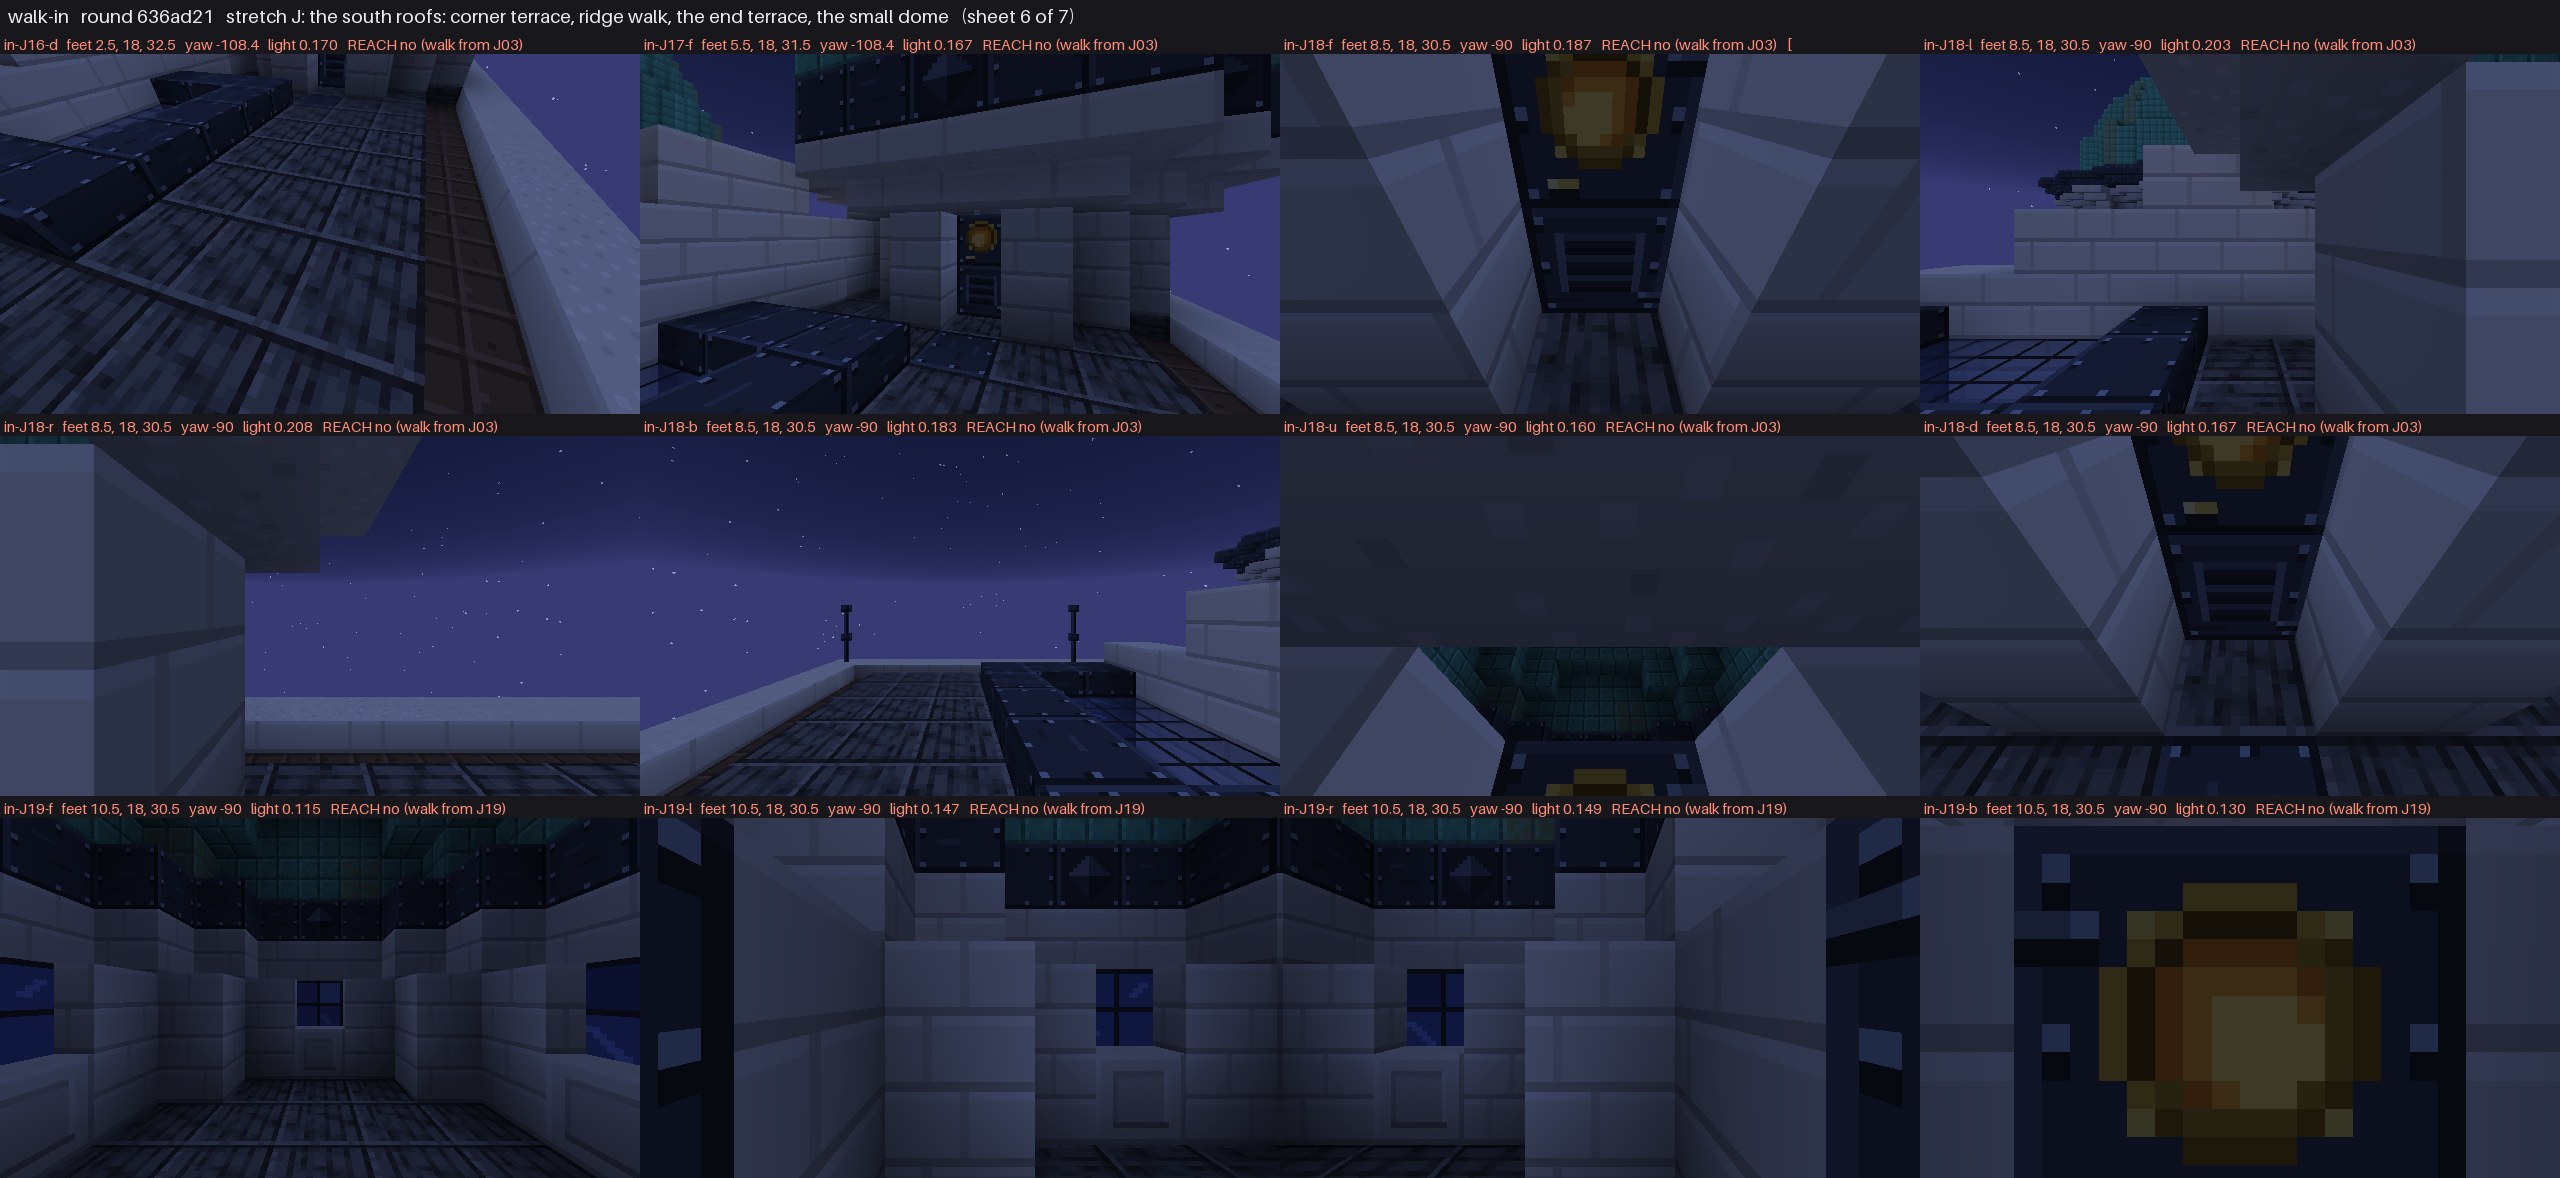 walk-in round 636ad21 stretch J: the south roofs: corner terrace, ridge walk, the end terrace, the small dome (sheet 6 of 7)
in-J16-d feet 2.5, 18, 32.5 yaw -108.4 light 0.170 REACH no (walk from J03)
in-J17-f feet 5.5, 18, 31.5 yaw -108.4 light 0.167 REACH no (walk from J03)
in-J18-f feet 8.5, 18, 30.5 yaw -90 light 0.187 REACH no (walk from J03) [
in-J18-l feet 8.5, 18, 30.5 yaw -90 light 0.203 REACH no (walk from J03)
in-J18-r feet 8.5, 18, 30.5 yaw -90 light 0.208 REACH no (walk from J03)
in-J18-b feet 8.5, 18, 30.5 yaw -90 light 0.183 REACH no (walk from J03)
in-J18-u feet 8.5, 18, 30.5 yaw -90 light 0.160 REACH no (walk from J03)
in-J18-d feet 8.5, 18, 30.5 yaw -90 light 0.167 REACH no (walk from J03)
in-J19-f feet 10.5, 18, 30.5 yaw -90 light 0.115 REACH no (walk from J19)
in-J19-l feet 10.5, 18, 30.5 yaw -90 light 0.147 REACH no (walk from J19)
in-J19-r feet 10.5, 18, 30.5 yaw -90 light 0.149 REACH no (walk from J19)
in-J19-b feet 10.5, 18, 30.5 yaw -90 light 0.130 REACH no (walk from J19)